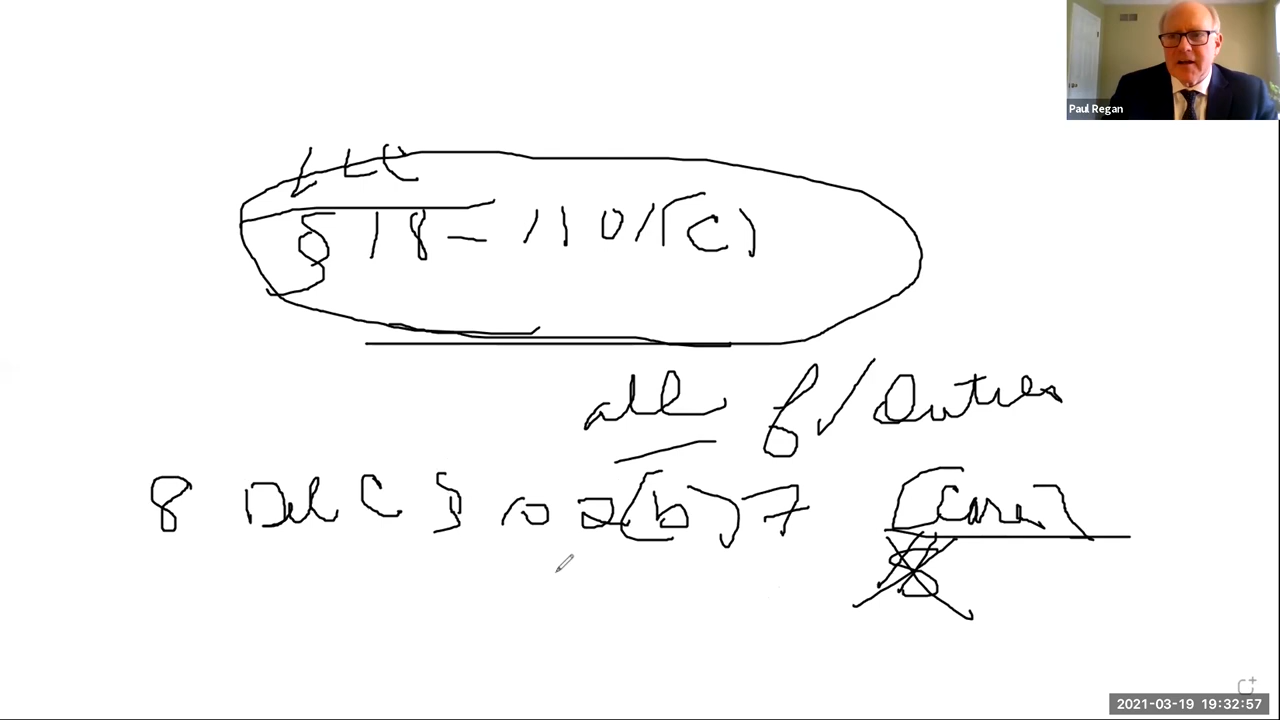 Paul Regan
LLC
§ 18-1101(c)
all f/Duties
8 Del C § 102(b)7 [Care]
2021-03-19 19:32:57